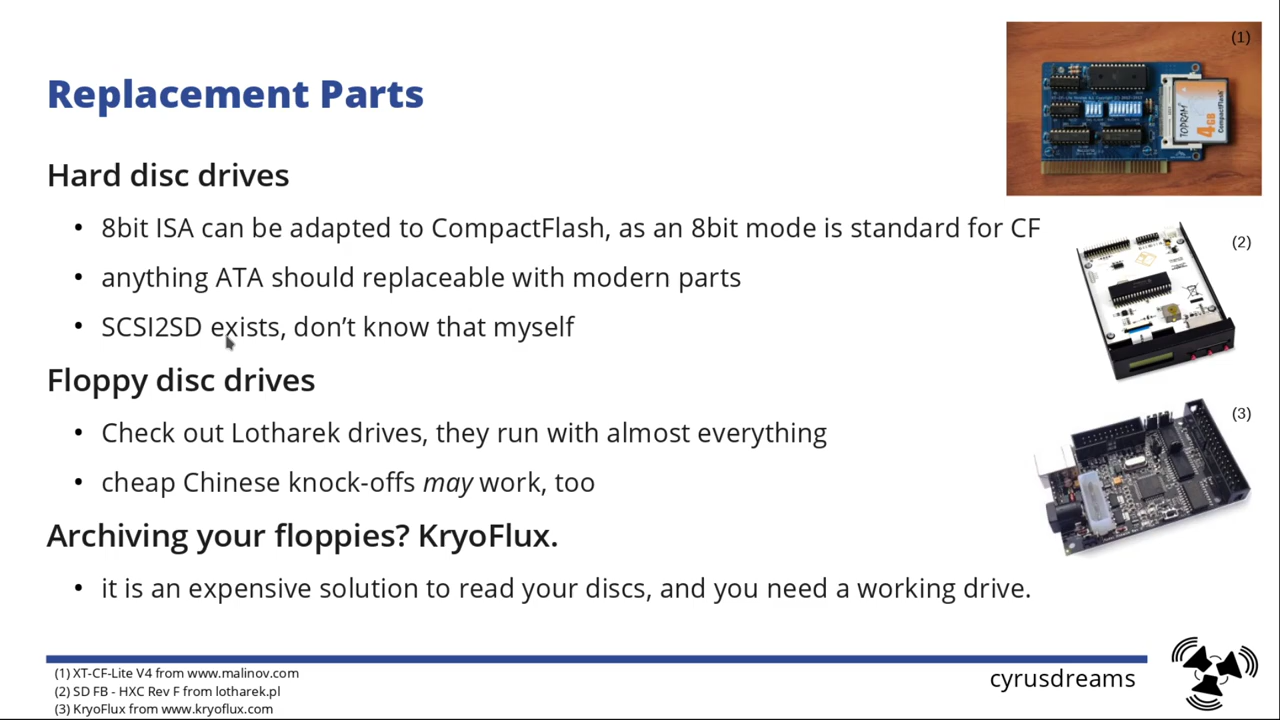 (1)
TOPRAM
4GB
CompactFlash
Replacement Parts
Hard disc drives
• 8bit ISA can be adapted to CompactFlash, as an 8bit mode is standard for CF
(2)
• anything ATA should replaceable with modern parts
• SCSI2SD exists, don’t know that myself
Floppy disc drives
(3)
• Check out Lotharek drives, they run with almost everything
• cheap Chinese knock-offs may work, too
Archiving your floppies? KryoFlux.
• it is an expensive solution to read your discs, and you need a working drive.
(1) XT-CF-Lite V4 from www.malinov.com
(2) SD FB - HXC Rev F from lotharek.pl
(3) KryoFlux from www.kryoflux.com
cyrusdreams